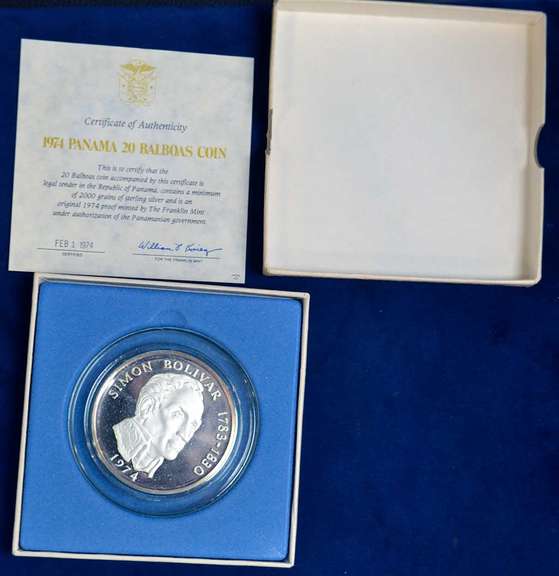 Certificate of Authenticity
1974 PANAMA 20 BALBOAS COIN
This is to certify that the
20 Balboas coin accompanied by this certificate is
legal tender in the Republic of Panama, contains a minimum
of 2000 grains of sterling silver and is an
original 1974 proof minted by The Franklin Mint
under authorization of the Panamanian government.
FEB 1 1974
CERTIFIED
FOR THE FRANKLIN MINT
SIMON BOLIVAR 1783-1830
1974